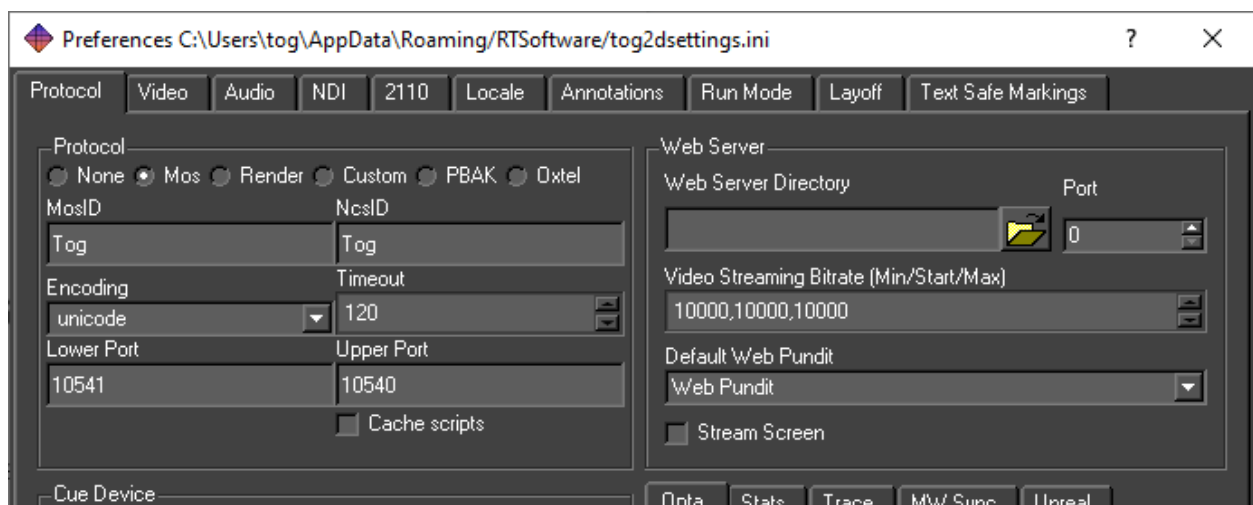 Preferences C:\Users\tog\AppData\Roaming/RTSoftware/tog2dsettings.ini ? X
Protocol Video Audio NDI 2110 Locale Annotations Run Mode Layoff Text Safe Markings
Protocol
None Mos Render Custom PBAK Oxtel
MosID NcsID
Tog Tog
Encoding Timeout
unicode 120
Lower Port Upper Port
10541 10540
Cache scripts
Cue Device
Web Server
Web Server Directory Port
0
Video Streaming Bitrate (Min/Start/Max)
10000,10000,10000
Default Web Pundit
Web Pundit
Stream Screen
Opta Stats Trace MW Sync Unreal